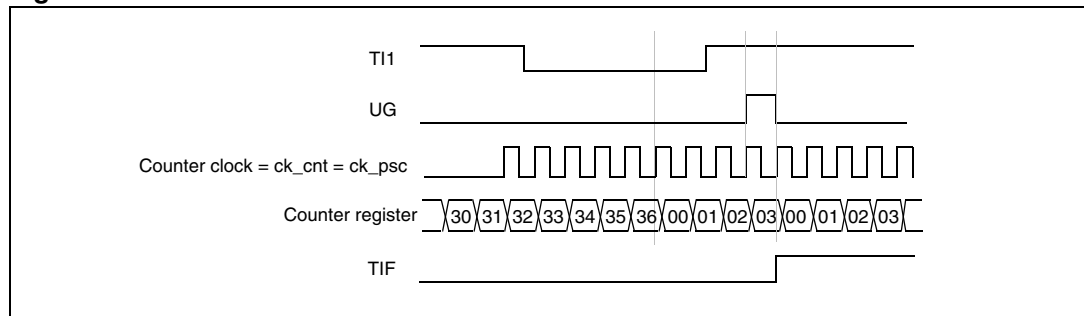 TI1
UG
Counter clock = ck_cnt = ck_psc
Counter register 30 31 32 33 34 35 36 00 01 02 03 00 01 02 03
TIF